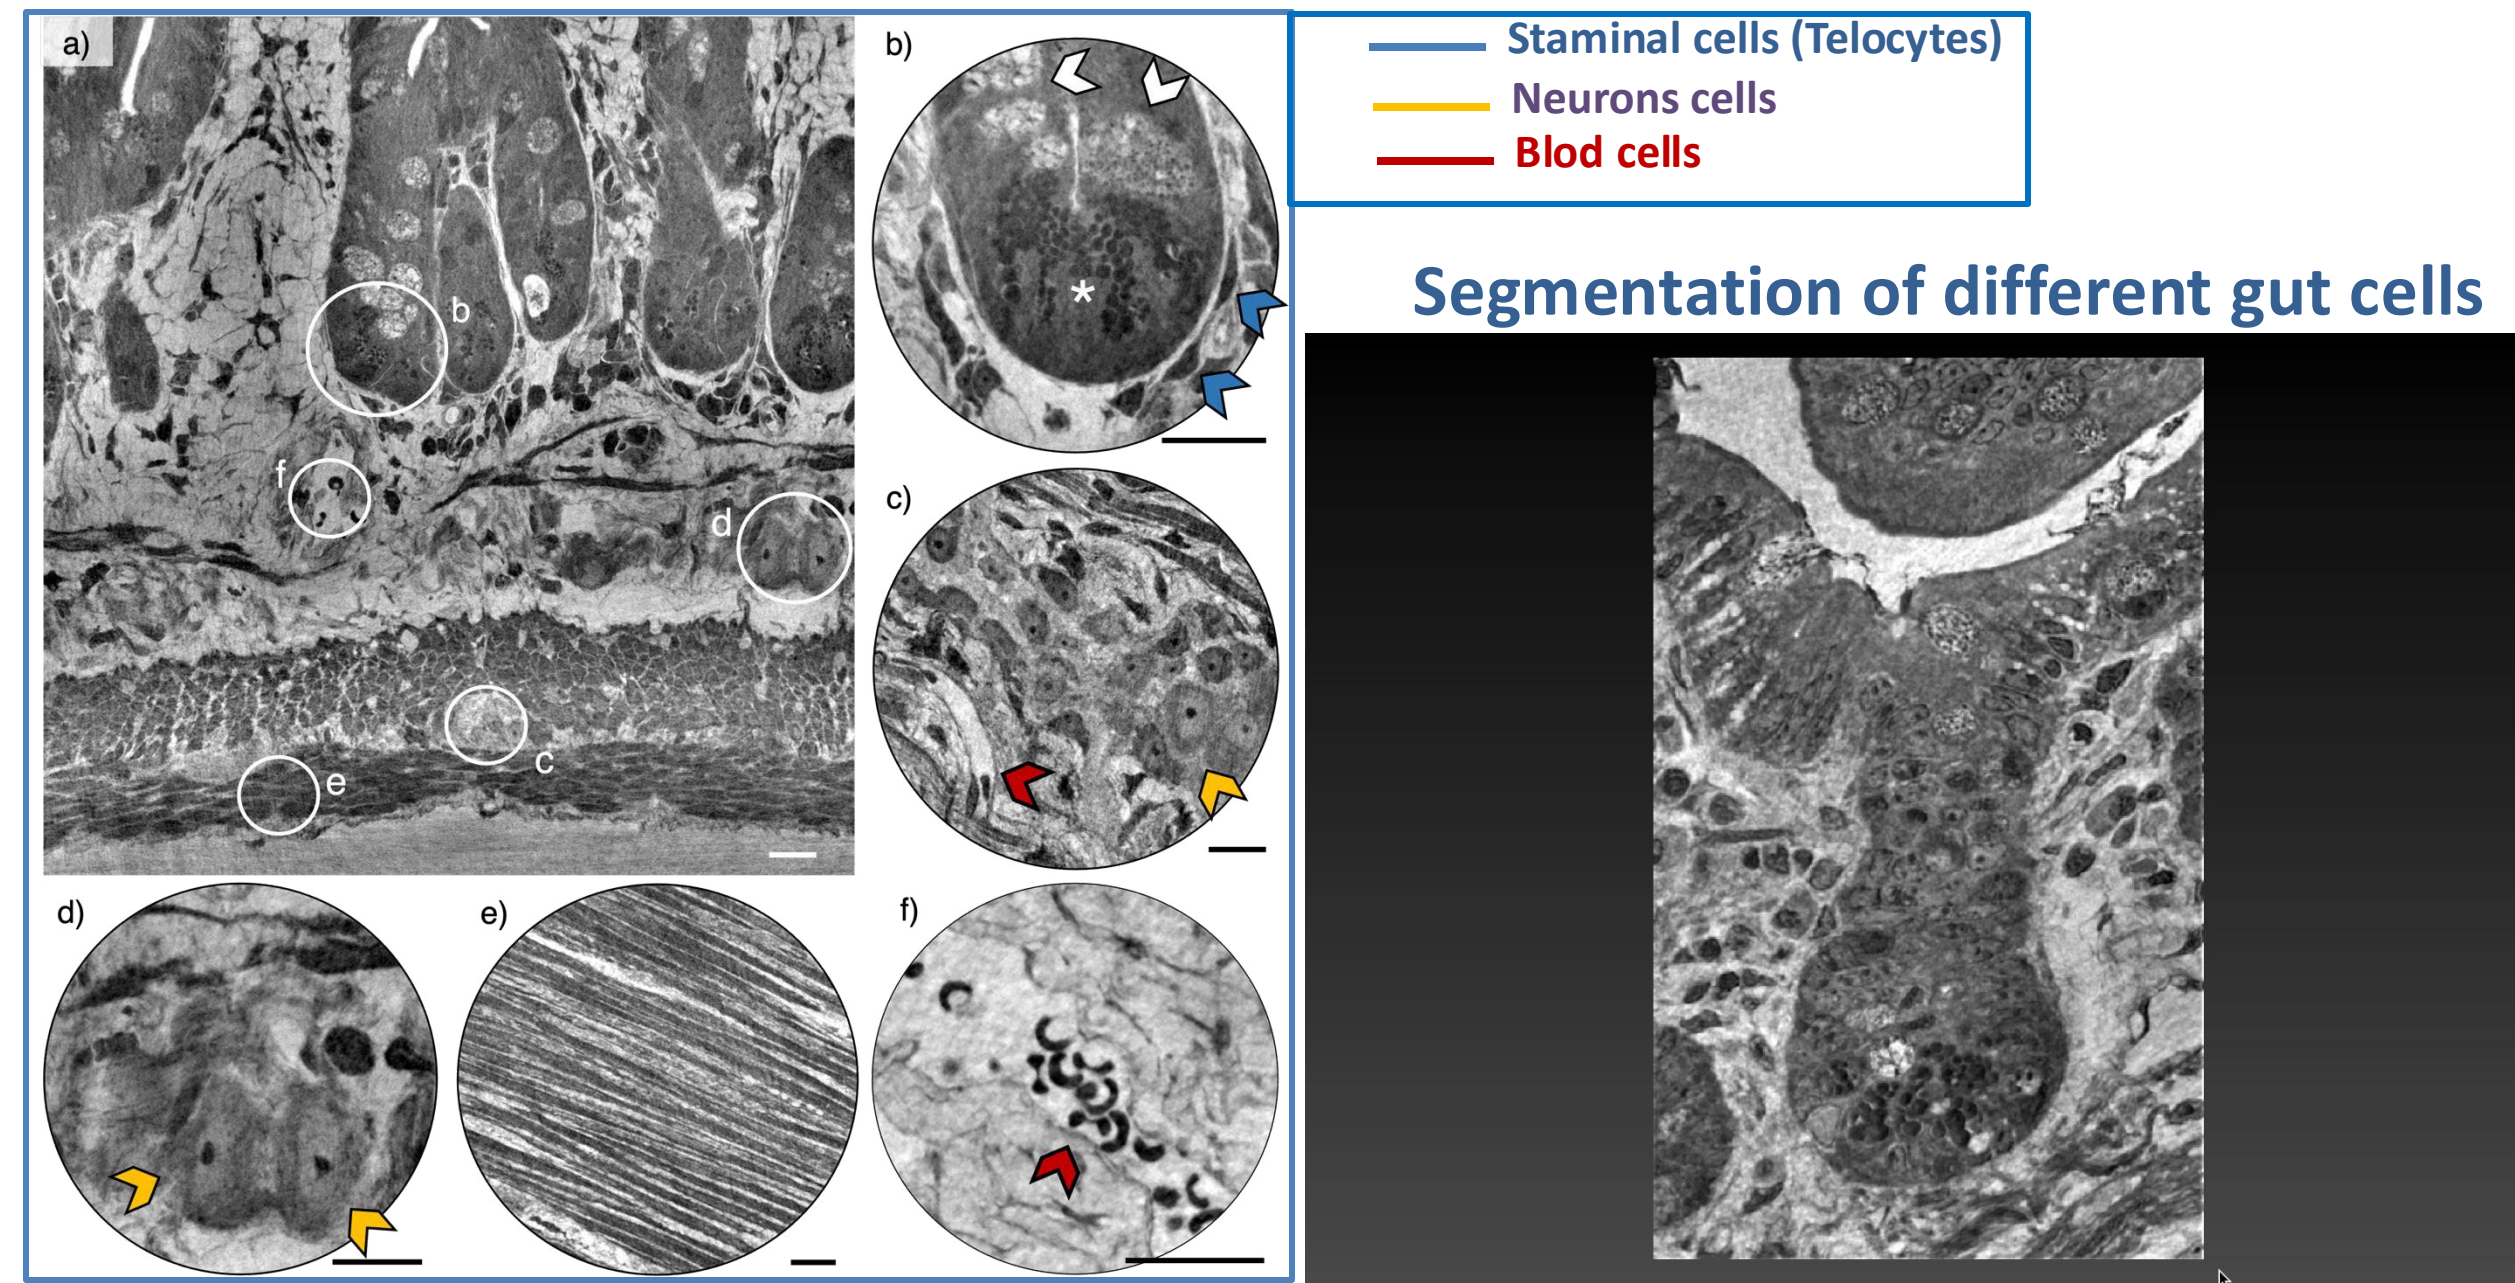 a)
b
f
d
c
e
b)
*
c)
d)
e)
f)
Staminal cells (Telocytes)
Neurons cells
Blod cells
Segmentation of different gut cells